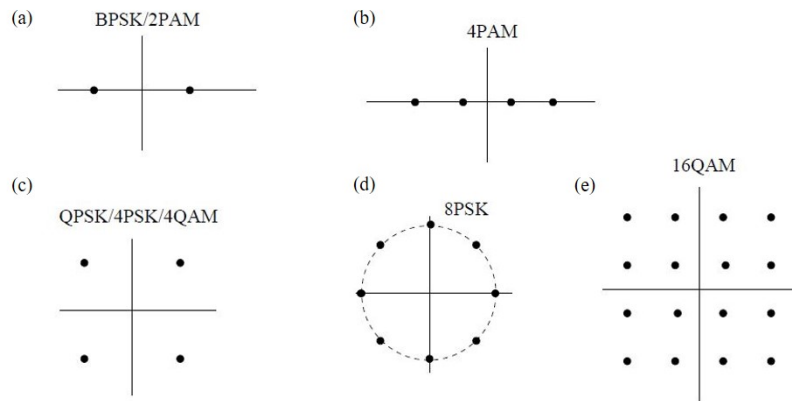 (a)
BPSK/2PAM
(b)
4PAM
(c)
QPSK/4PSK/4QAM
(d)
8PSK
(e)
16QAM